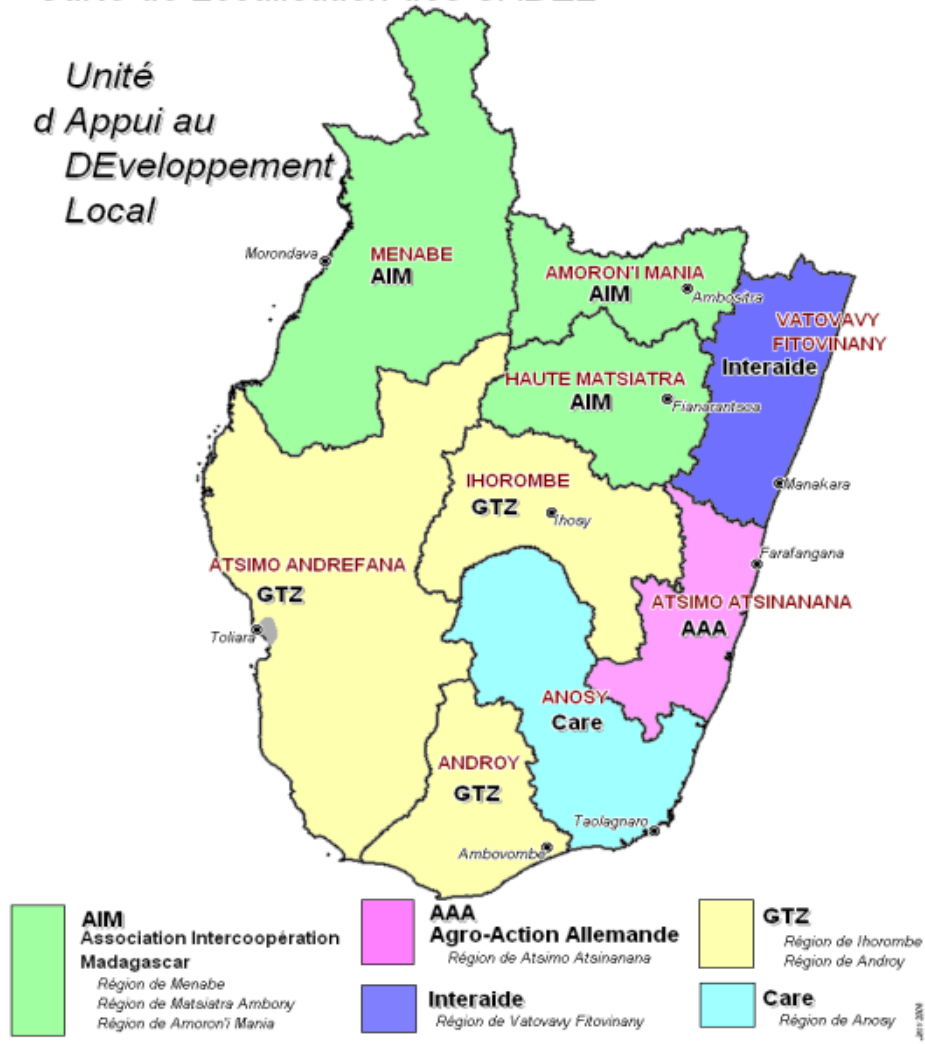 Unité
d Appui au
DEveloppement
Local
Morondava
MENABE
AIM
AMORON'I MANIA
AIM
Ambositra
VATOVAVY
FITOVINANY
Interaide
HAUTE MATSIATRA
AIM
Fianarantsoa
IHOROMBE
GTZ
Ihosy
Manakara
Farafangana
ATSIMO ANDREFANA
GTZ
Toliara
ATSIMO ATSINANANA
AAA
ANOSY
Care
ANDROY
GTZ
Taolagnaro
Ambovombe
AIM
Association Intercoopération
Madagascar
Région de Menabe
Région de Matsiatra Ambony
Région de Amoron'i Mania
AAA
Agro-Action Allemande
Région de Atsimo Atsinanana
Interaide
Région de Vatovavy Fitovinany
GTZ
Région de Ihorombe
Région de Androy
Care
Région de Anosy